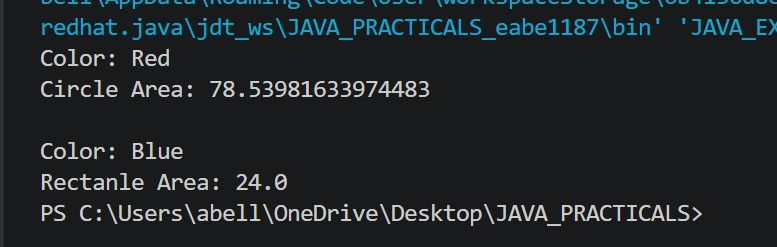 redhat.java\jdt_ws\JAVA_PRACTICALS_eabe1187\bin' 'JAVA_EX
Color: Red
Circle Area: 78.53981633974483
Color: Blue
Rectanle Area: 24.0
PS C:\Users\abell\OneDrive\Desktop\JAVA_PRACTICALS>